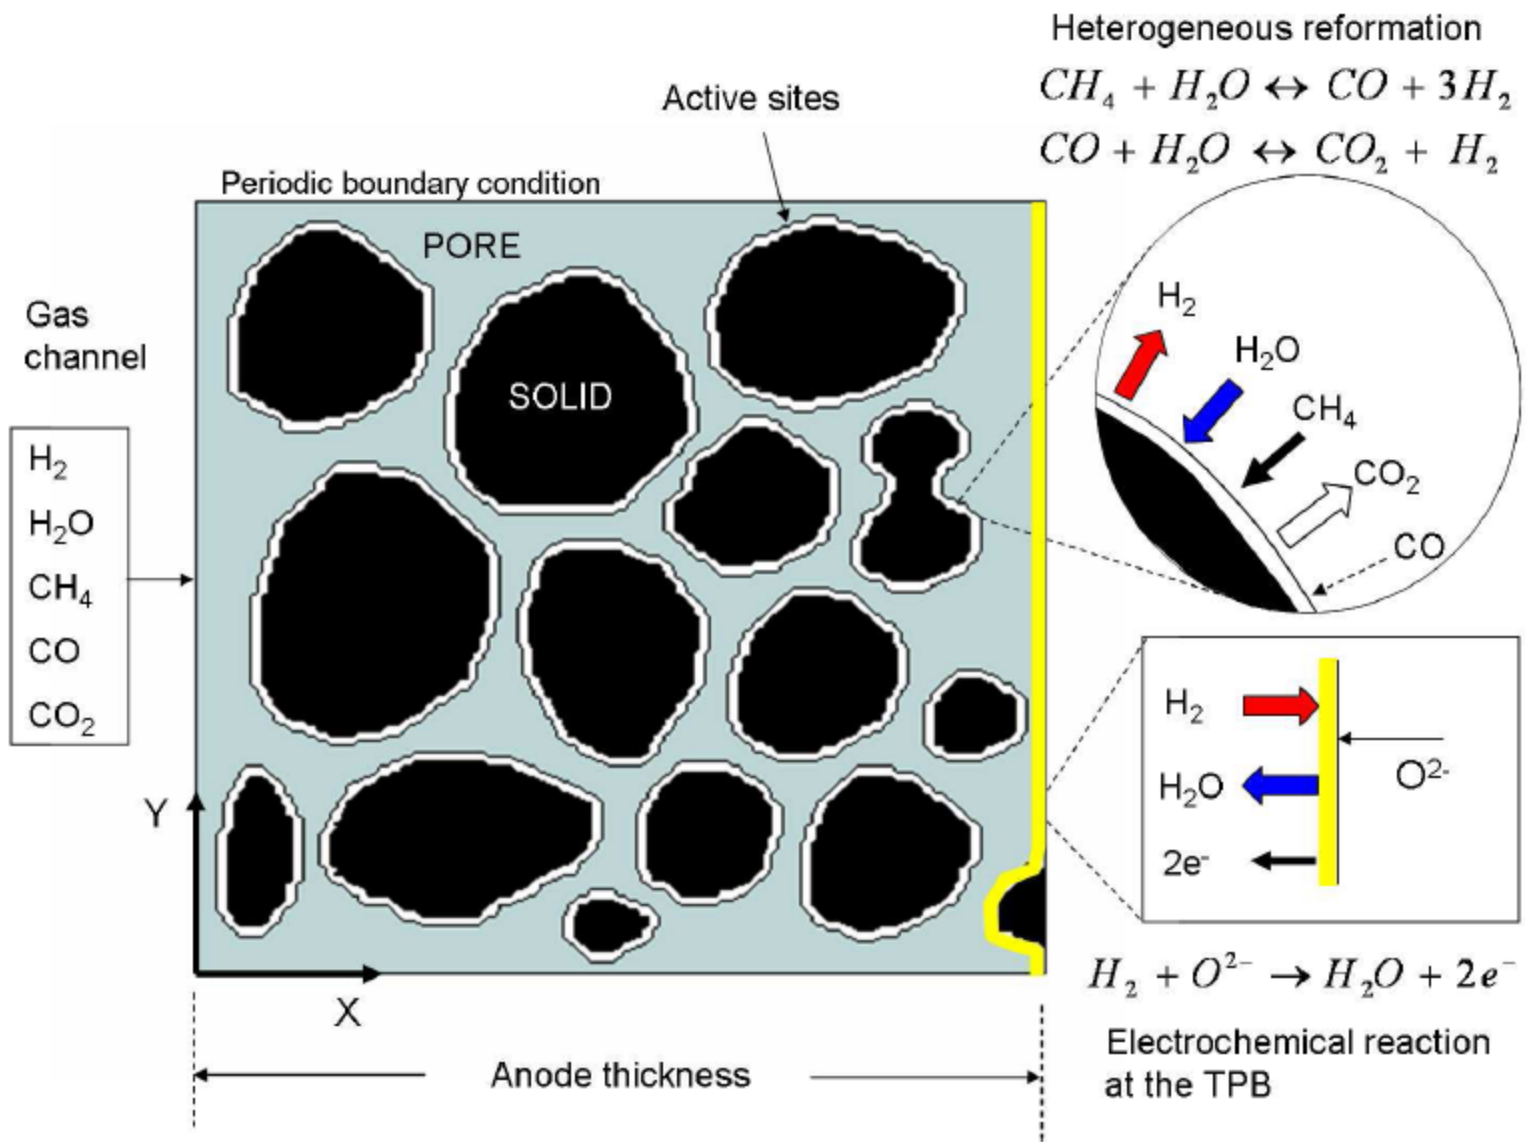 Heterogeneous reformation
CH₄ + H₂O ↔ CO + 3H₂
CO + H₂O ↔ CO₂ + H₂
Active sites
Periodic boundary condition
PORE
SOLID
Gas
channel
H₂
H₂O
CH₄
CO
CO₂
H₂
H₂O
CH₄
CO₂
CO
H₂
H₂O
2e⁻
O²⁻
H₂ + O²⁻ → H₂O + 2e⁻
Electrochemical reaction
at the TPB
Y
X
Anode thickness